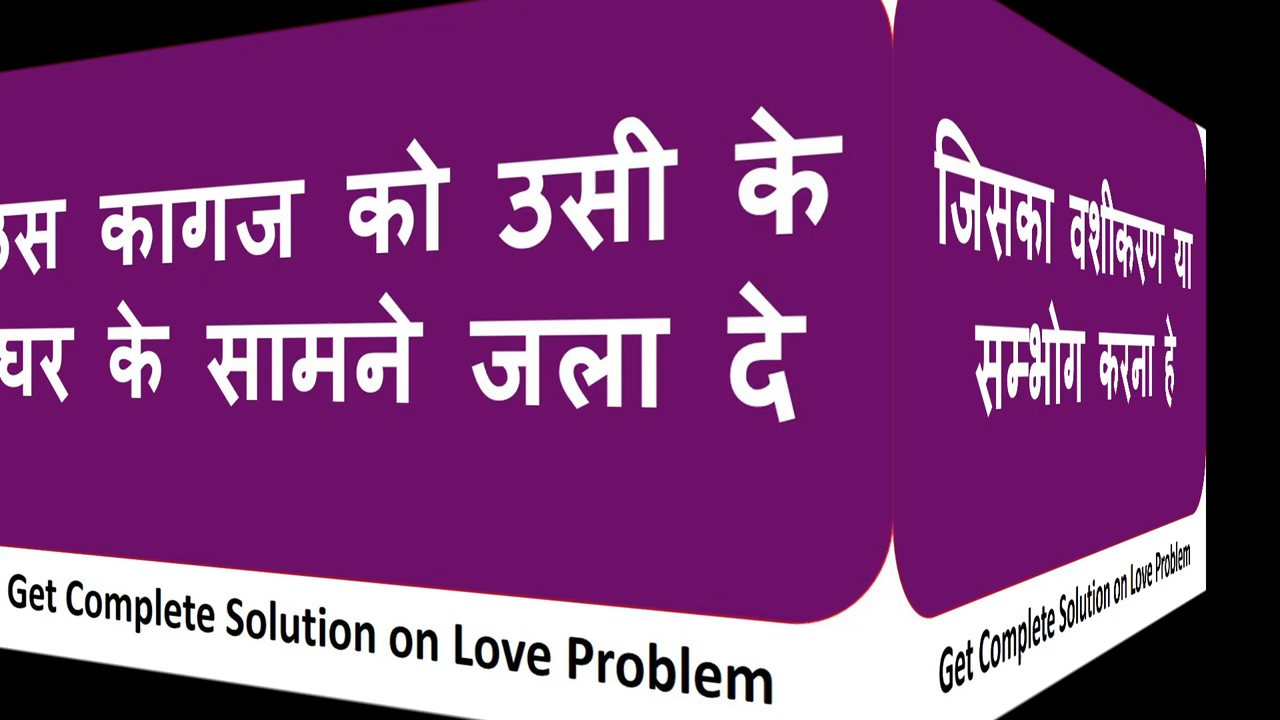 उस कागज को उसी के
घर के सामने जला दे
Get Complete Solution on Love Problem
जिसका वशीकरण या
सम्भोग करना हे
Get Complete Solution on Love Problem